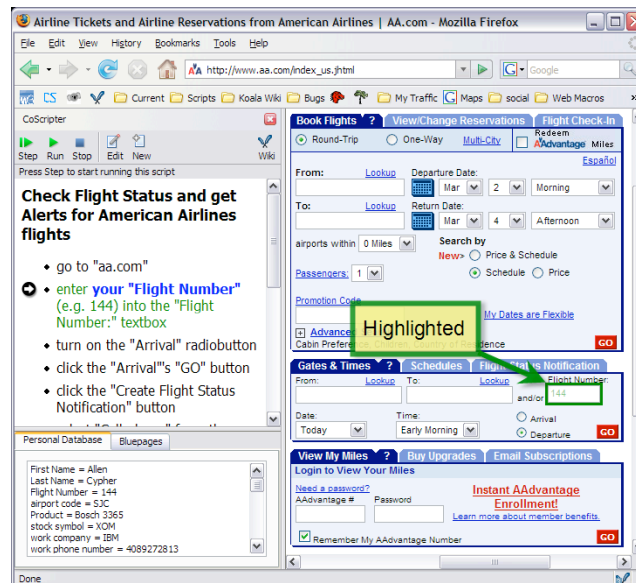 Airline Tickets and Airline Reservations from American Airlines | AA.com - Mozilla Firefox
File Edit View History Bookmarks Tools Help
http://www.aa.com/index_us.jhtml
Google
CS Current Scripts Koala Wiki Bugs My Traffic Maps social Web Macros »
CoScripter
Step Run Stop Edit New Wiki
Press Step to start running this script
Check Flight Status and get
Alerts for American Airlines
flights
go to "aa.com"
enter your "Flight Number"
(e.g. 144) into the "Flight
Number:" textbox
turn on the "Arrival" radiobutton
click the "Arrival"'s "GO" button
click the "Create Flight Status
Notification" button
Personal Database Bluepages
First Name = Allen
Last Name = Cypher
Flight Number = 144
airport code = SJC
Product = Bosch 3365
stock symbol = XOM
work company = IBM
work phone number = 4089272813
Book Flights ? View/Change Reservations Flight Check-In
Round-Trip One-Way Multi-City Redeem AAdvantage Miles
Español
From: Lookup Departure Date:
Mar 2 Morning
To: Lookup Return Date:
Mar 4 Afternoon
airports within 0 Miles Search by
New> Price & Schedule
Passengers: 1 Schedule Price
Promotion Code
My Dates are Flexible
Advanced
Cabin Preference, Children, Country of Residence GO
Highlighted
Gates & Times ? Schedules Flight Status Notification
From: Lookup To: Lookup Flight Number:
and/or 144
Date: Time: Arrival
Today Early Morning Departure GO
View My Miles ? Buy Upgrades Email Subscriptions
Login to View Your Miles
Need a password?
AAdvantage # Password
Instant AAdvantage
Enrollment!
Learn more about member benefits.
Remember My AAdvantage Number GO
Done